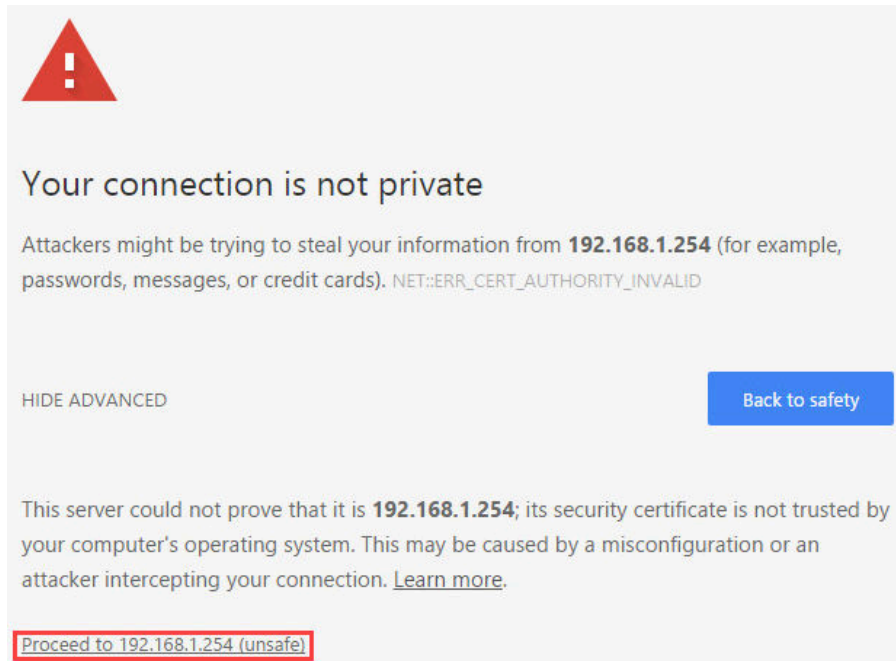 Your connection is not private
Attackers might be trying to steal your information from 192.168.1.254 (for example,
passwords, messages, or credit cards). NET::ERR_CERT_AUTHORITY_INVALID
HIDE ADVANCED
Back to safety
This server could not prove that it is 192.168.1.254; its security certificate is not trusted by
your computer's operating system. This may be caused by a misconfiguration or an
attacker intercepting your connection. Learn more.
Proceed to 192.168.1.254 (unsafe)